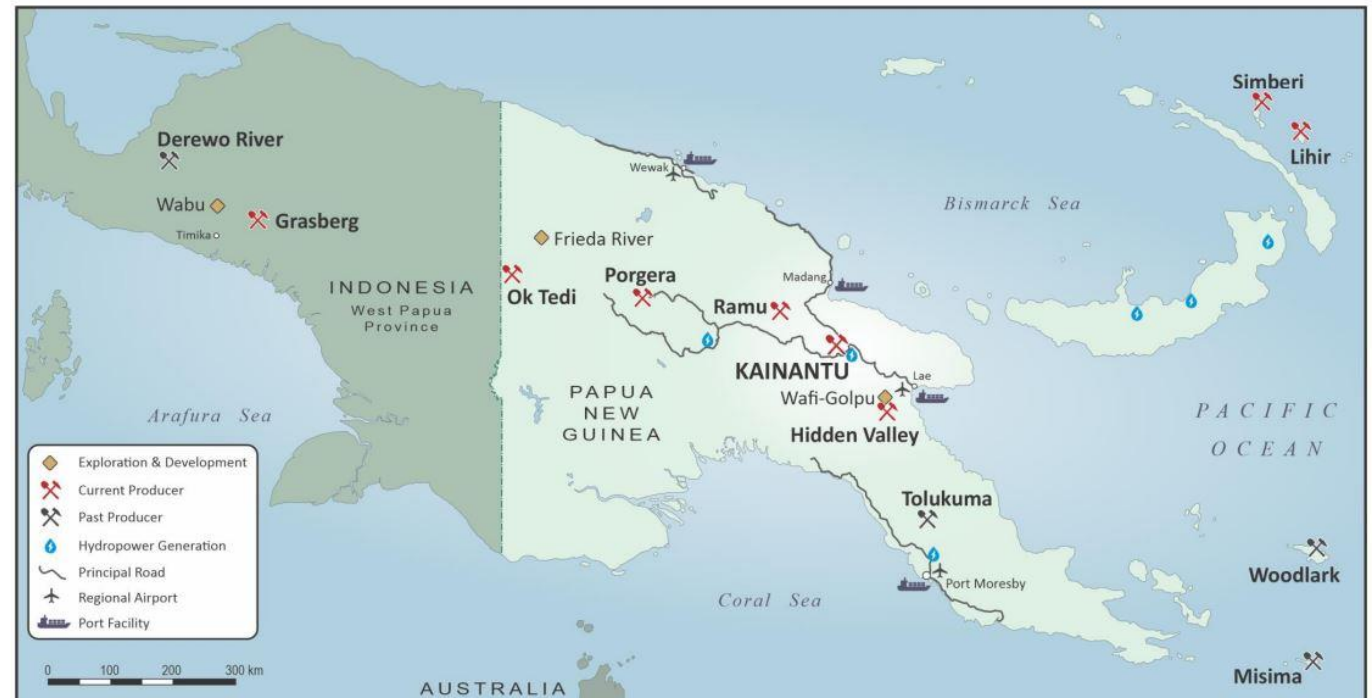 Simberi
Lihir
Derewo River
Wewak
Bismarck Sea
Wabu
Grasberg
Timika
Frieda River
INDONESIA
West Papua
Province
Ok Tedi
Porgera
Madang
Ramu
KAINANTU
Lae
Wafi-Golpu
Hidden Valley
PAPUA
NEW
GUINEA
Arafura Sea
PACIFIC
OCEAN
Exploration & Development
Current Producer
Past Producer
Hydropower Generation
Principal Road
Regional Airport
Port Facility
Tolukuma
Port Moresby
Coral Sea
Woodlark
Misima
0 100 200 300 km
AUSTRALIA